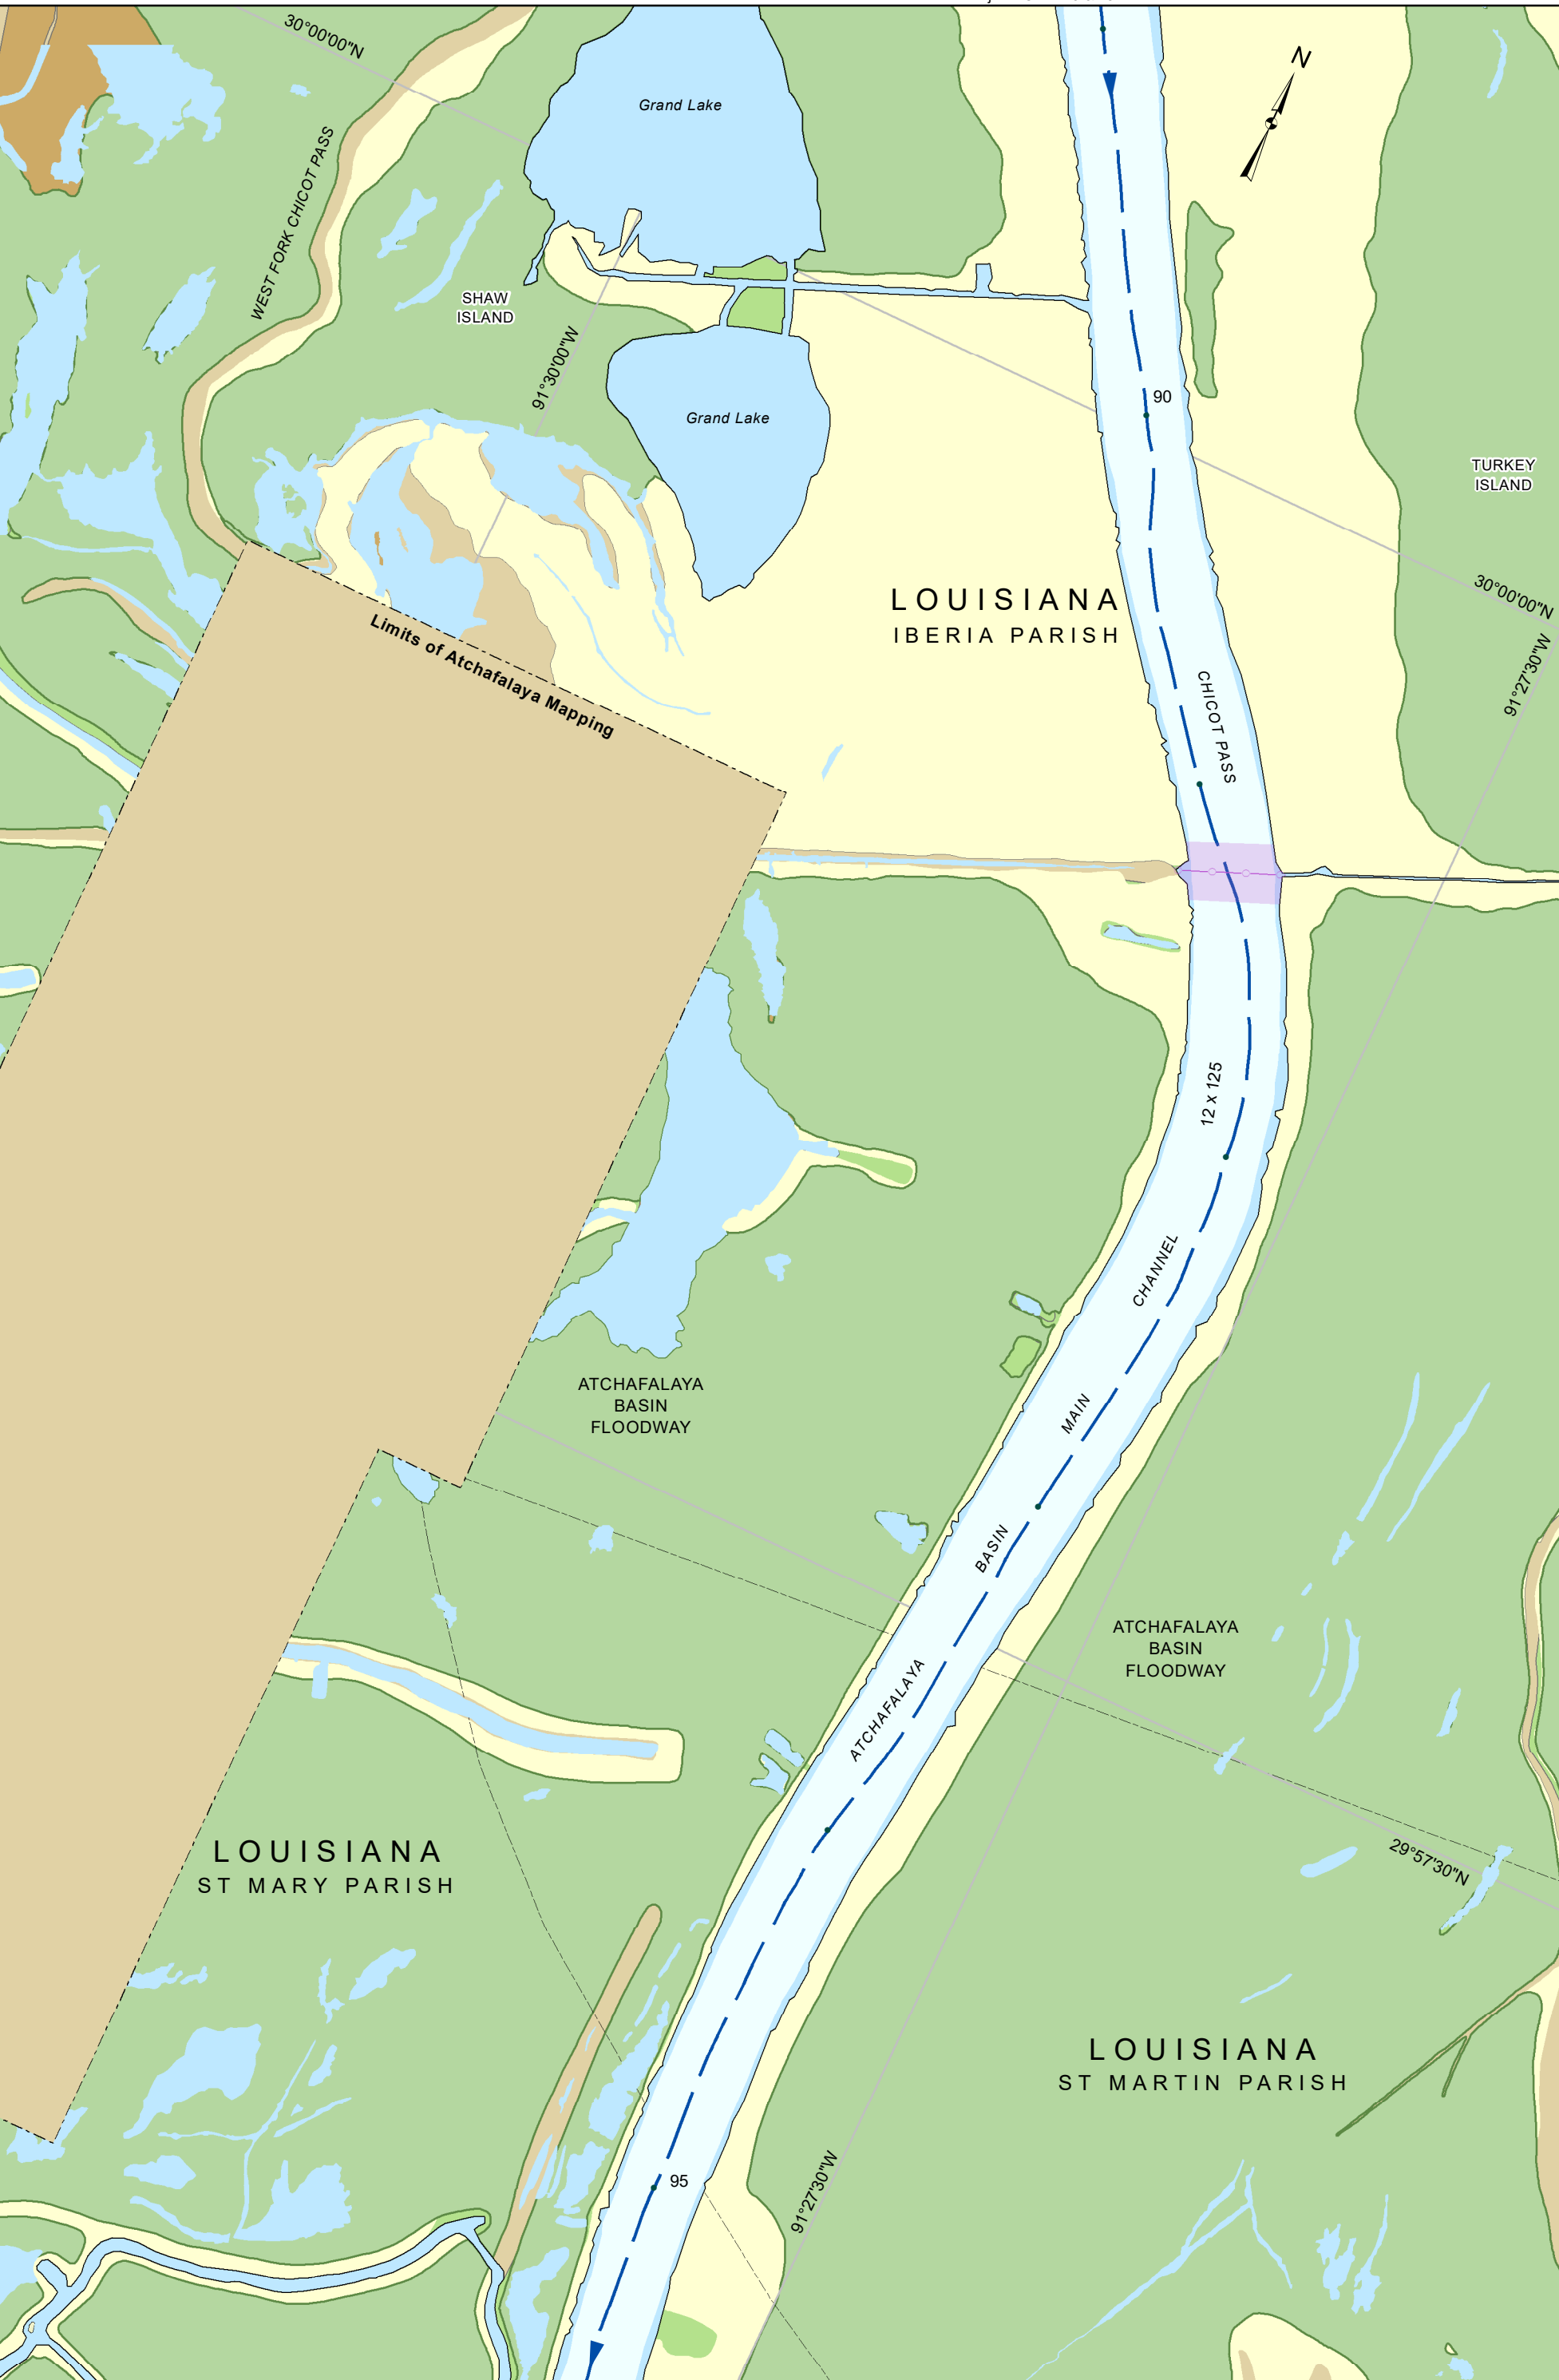 30°00'00"N
N
Grand Lake
WEST FORK CHICOT PASS
SHAW
ISLAND
91°30'00"W
90
Grand Lake
TURKEY
ISLAND
30°00'00"N
LOUISIANA
IBERIA PARISH
Limits of Atchafalaya Mapping
91°27'30"W
CHICOT PASS
12 x 125
CHANNEL
ATCHAFALAYA
BASIN
FLOODWAY
MAIN
BASIN
ATCHAFALAYA
BASIN
FLOODWAY
ATCHAFALAYA
LOUISIANA
ST MARY PARISH
29°57'30"N
LOUISIANA
ST MARTIN PARISH
95
91°27'30"W